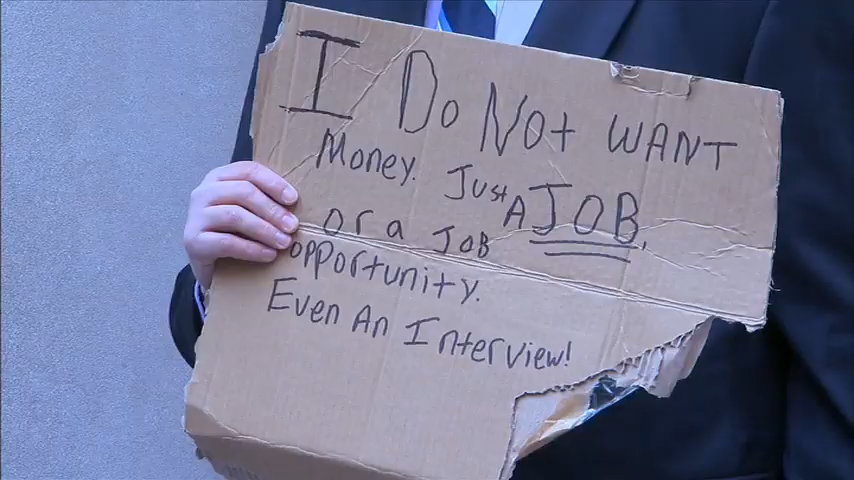 I Do Not WANT
Money. Just A JOB,
or a JOB
opportunity.
Even An Interview!